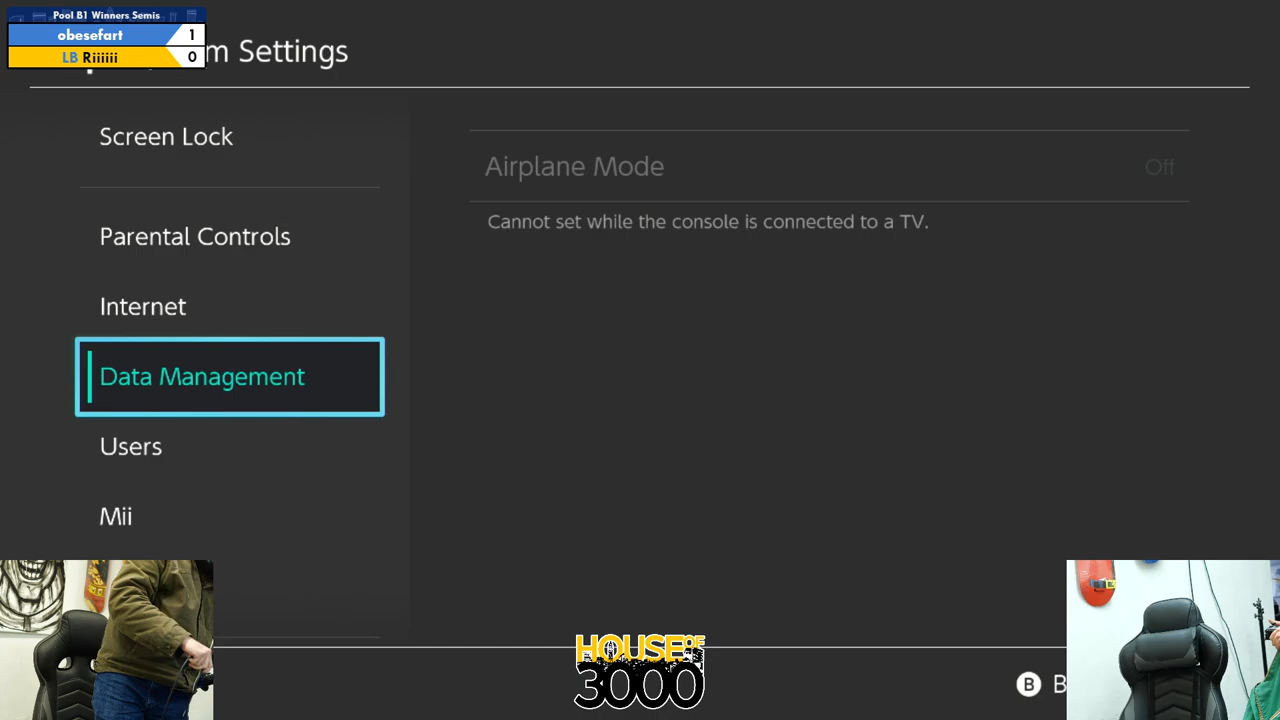 Pool B1 Winners Semis
obesefart 1
LB Riiiiii 0
m Settings
Screen Lock
Parental Controls
Internet
Data Management
Users
Mii
Airplane Mode Off
Cannot set while the console is connected to a TV.
HOUSE OF
3000
B B